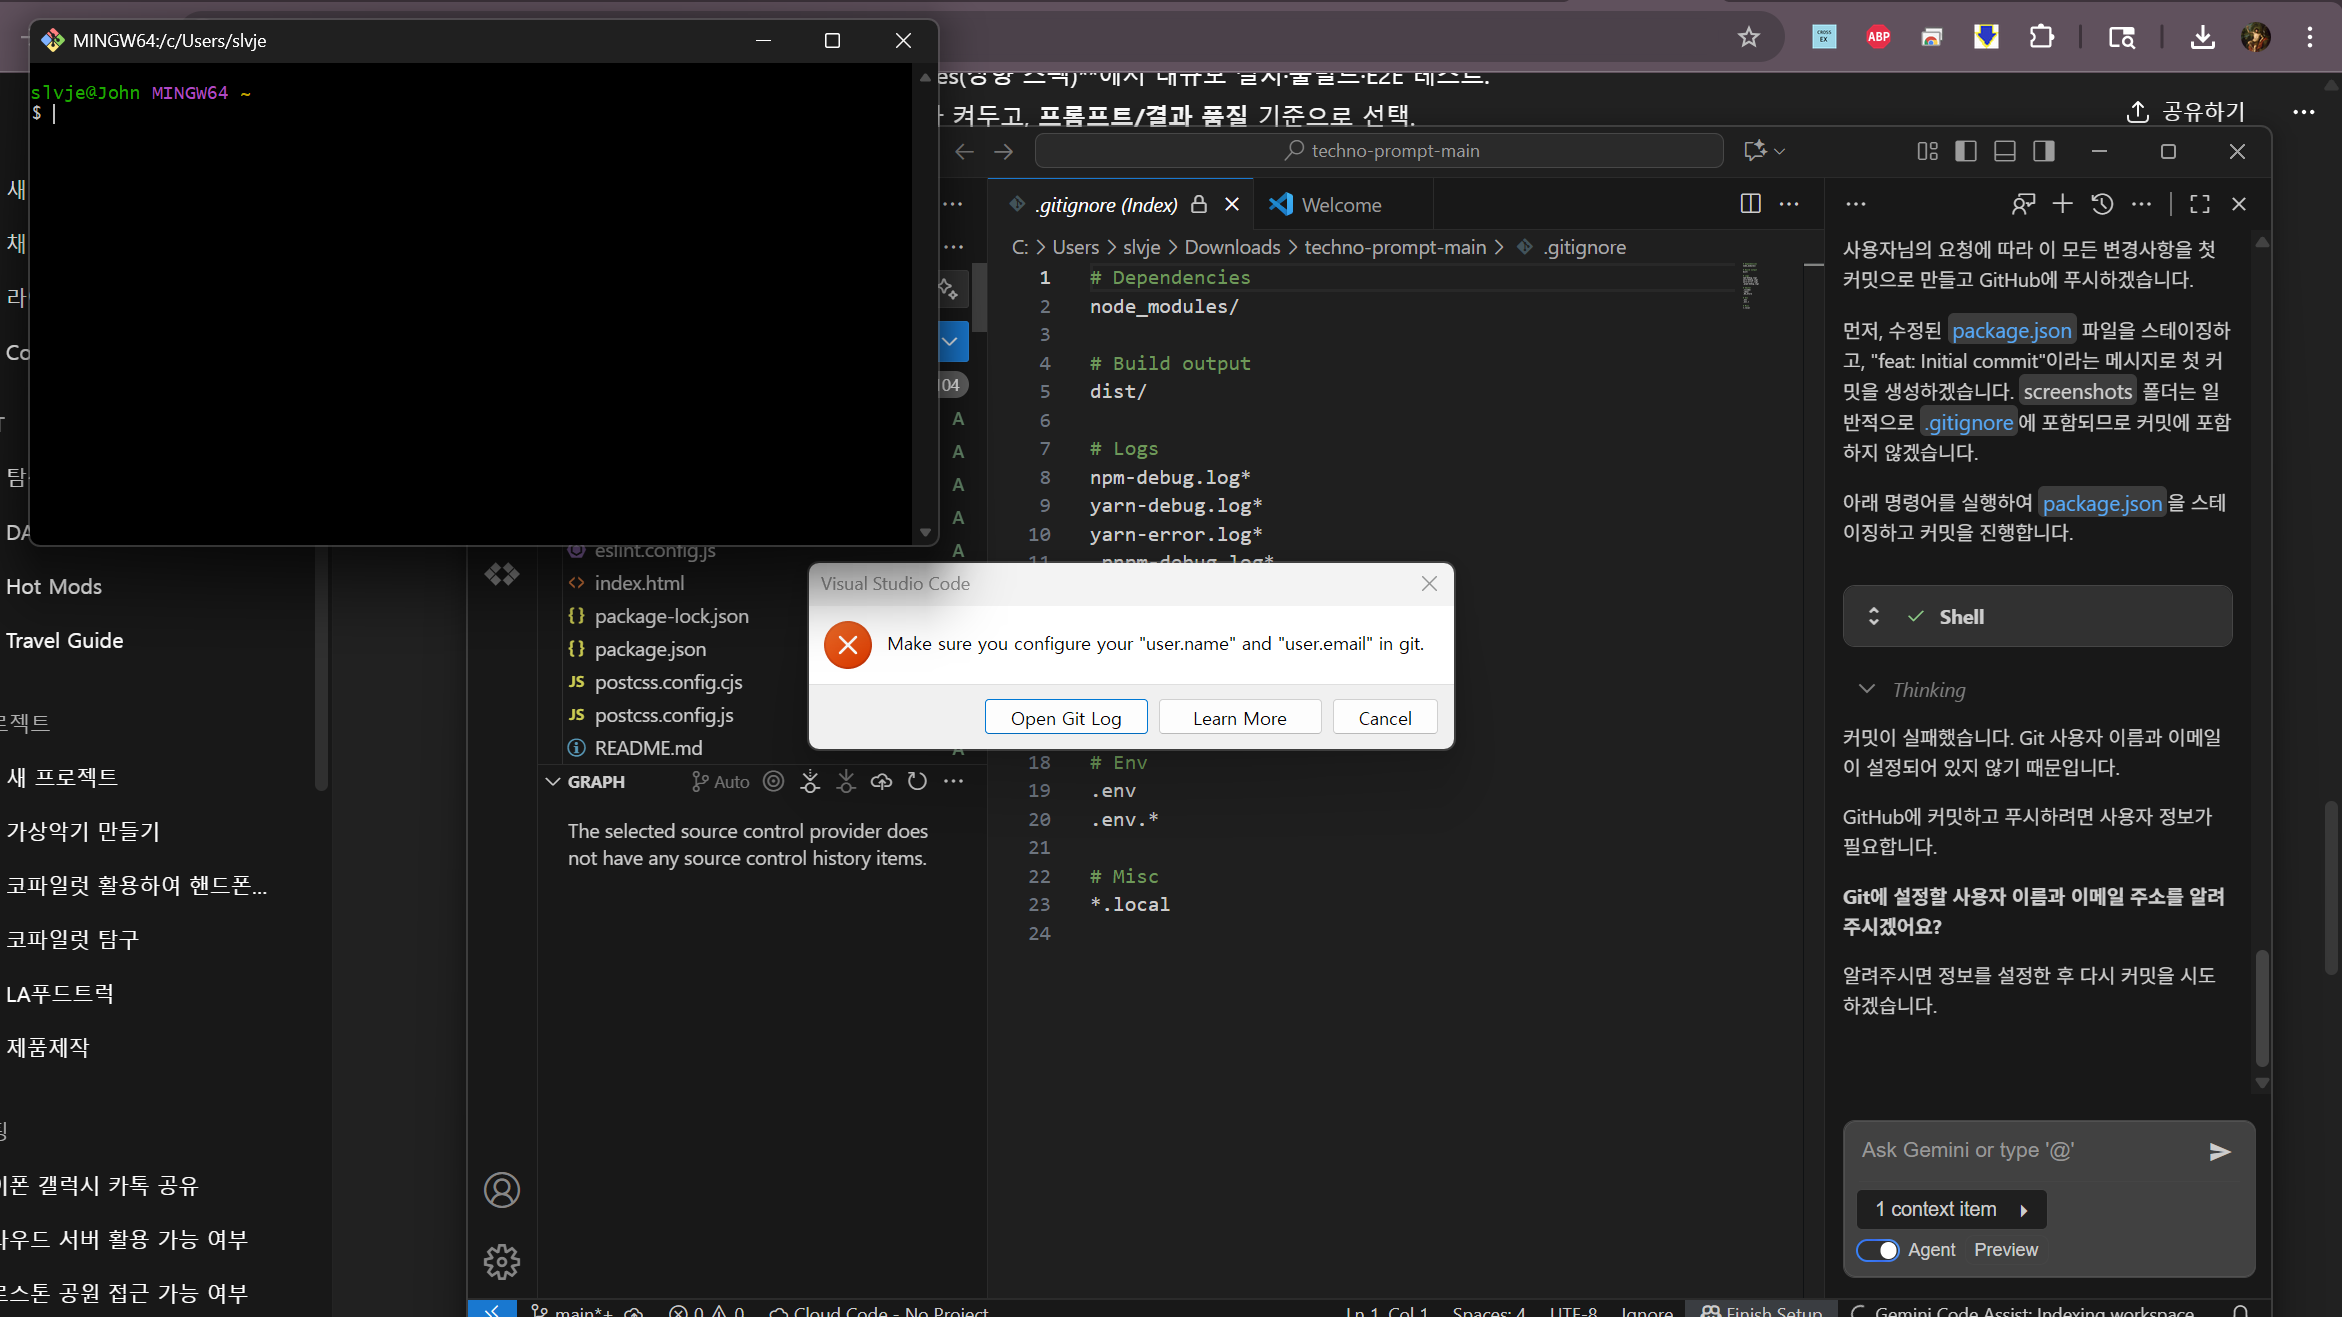 MINGW64:/c/Users/slvje
slvje@John MINGW64 ~
$
ABP
CROSS
EX
켜두고, 프롬프트/결과 품질 기준으로 선택.
공유하기
새
채
Co
DA
Hot Mods
Travel Guide
새 프로젝트
가상악기 만들기
코파일럿 활용하여 핸드폰...
코파일럿 탐구
LA푸드트럭
제품제작
갤럭시 카톡 공유
서버 활용 가능 여부
공원 접근 가능 여부
techno-prompt-main
04
A
A
A
A
A
eslint.config.js
index.html
package-lock.json
package.json
postcss.config.cjs
postcss.config.js
README.md
GRAPH
Auto
The selected source control provider does
not have any source control history items.
.gitignore (Index)
Welcome
C: > Users > slvje > Downloads > techno-prompt-main > .gitignore
1 # Dependencies
2 node_modules/
3
4 # Build output
5 dist/
6
7 # Logs
8 npm-debug.log*
9 yarn-debug.log*
10 yarn-error.log*
18 # Env
19 .env
20 .env.*
21
22 # Misc
23 *.local
24
Visual Studio Code
Make sure you configure your "user.name" and "user.email" in git.
Open Git Log
Learn More
Cancel
사용자님의 요청에 따라 이 모든 변경사항을 첫
커밋으로 만들고 GitHub에 푸시하겠습니다.
먼저, 수정된 package.json 파일을 스테이징하
고, "feat: Initial commit"이라는 메시지로 첫 커
밋을 생성하겠습니다. screenshots 폴더는 일
반적으로 .gitignore에 포함되므로 커밋에 포함
하지 않겠습니다.
아래 명령어를 실행하여 package.json을 스테
이징하고 커밋을 진행합니다.
Shell
Thinking
커밋이 실패했습니다. Git 사용자 이름과 이메일
이 설정되어 있지 않기 때문입니다.
GitHub에 커밋하고 푸시하려면 사용자 정보가
필요합니다.
Git에 설정할 사용자 이름과 이메일 주소를 알려
주시겠어요?
알려주시면 정보를 설정한 후 다시 커밋을 시도
하겠습니다.
Ask Gemini or type '@'
1 context item
Agent
Preview
main*+
0 0
Cloud Code - No Project
Ln 1, Col 1
Spaces: 4
UTF-8
Ignore
Finish Setup
Gemini Code Assist: Indexing workspace